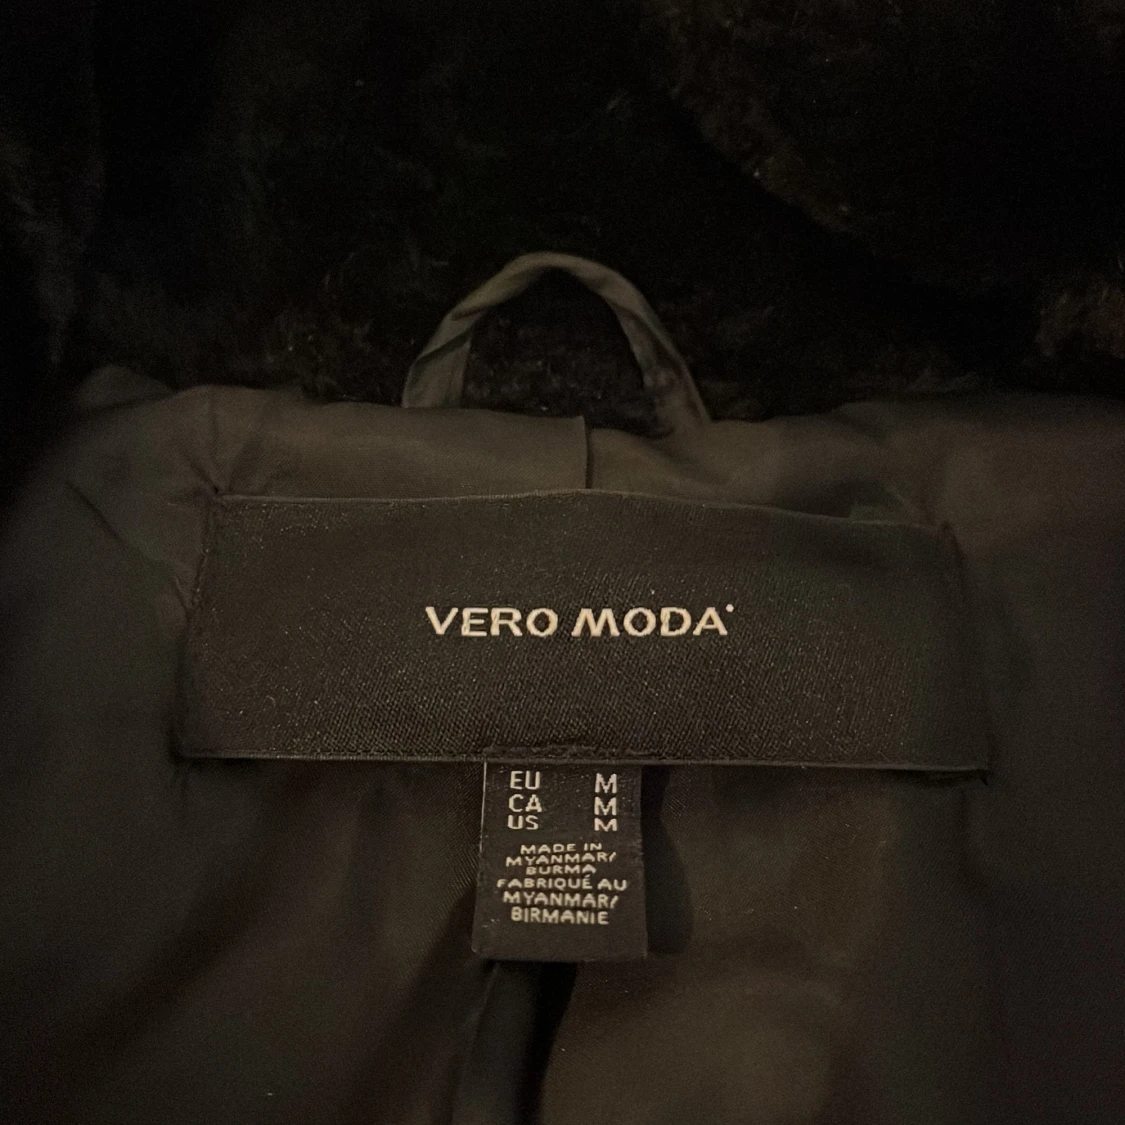 VERO MODA
EU M
CA M
US M
MADE IN
MYANMAR/
BURMA
FABRIQUÉ AU
MYANMAR/
BIRMANIE